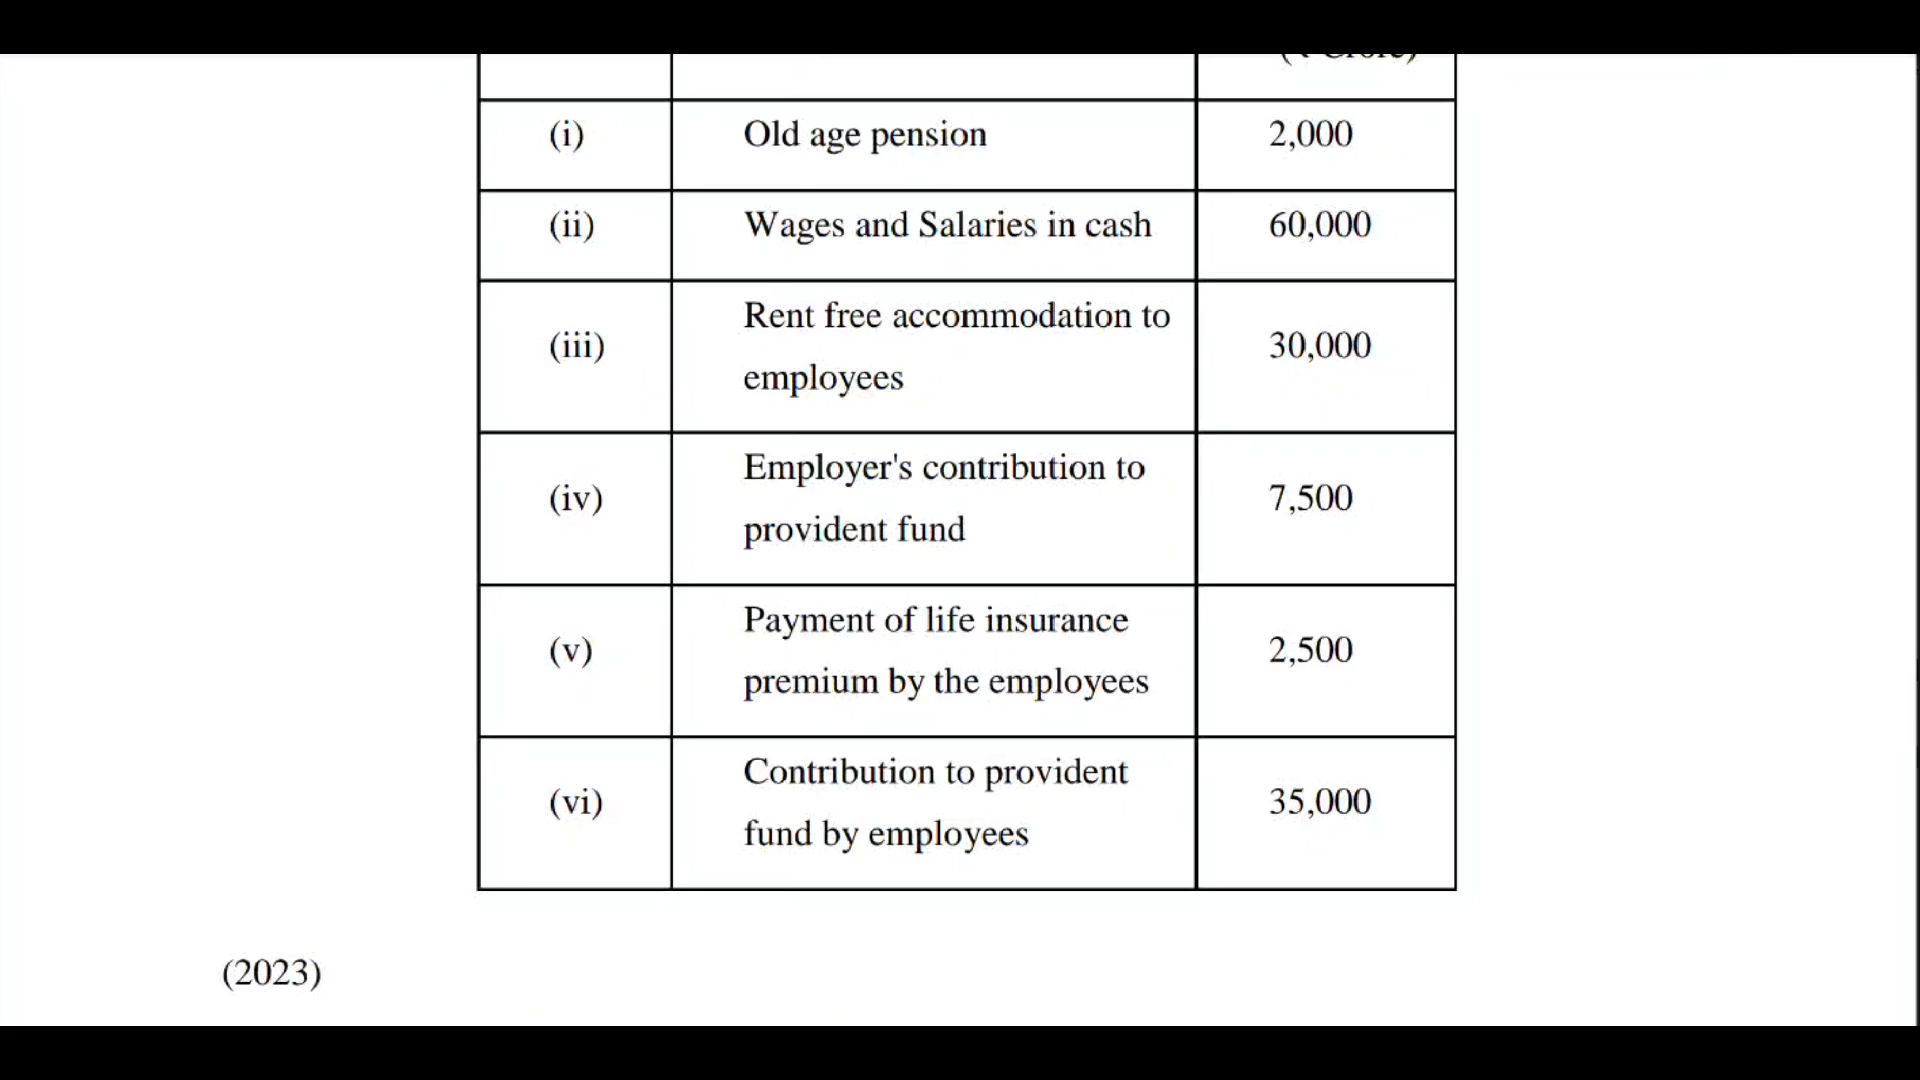 (₹ Crore)
(i) Old age pension 2,000
(ii) Wages and Salaries in cash 60,000
(iii) Rent free accommodation to
employees 30,000
(iv) Employer's contribution to
provident fund 7,500
(v) Payment of life insurance
premium by the employees 2,500
(vi) Contribution to provident
fund by employees 35,000
(2023)